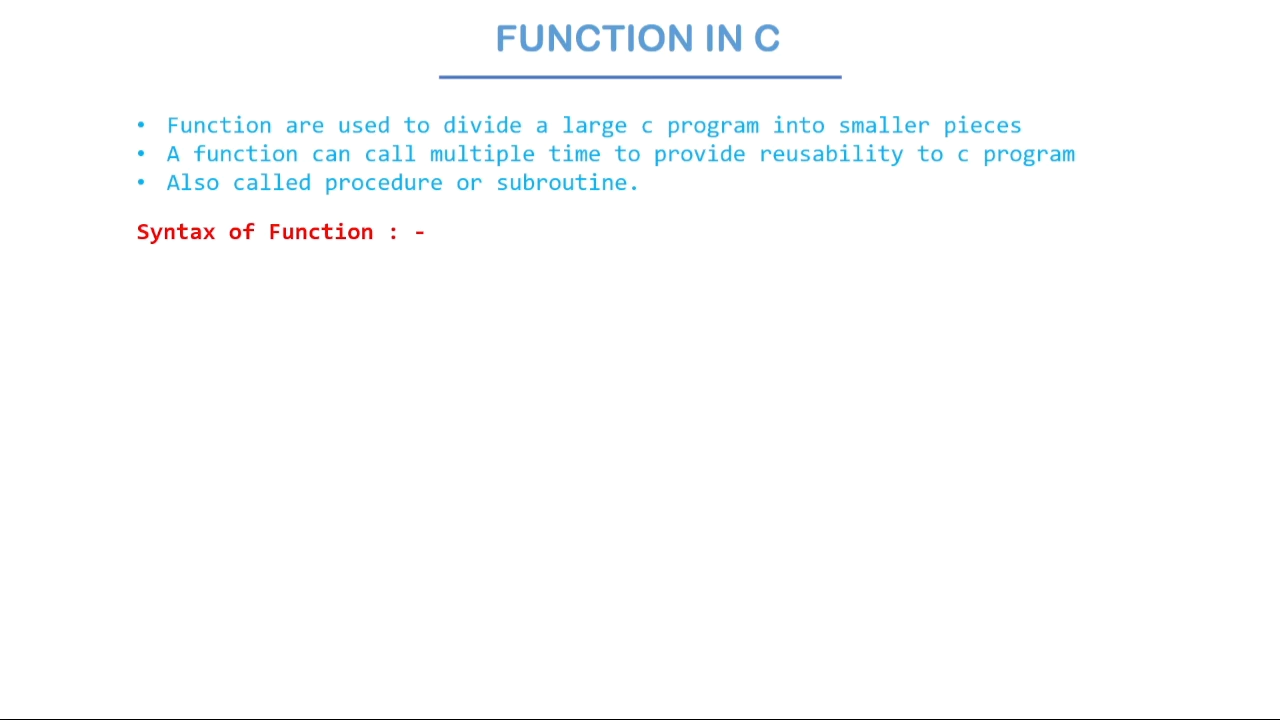 FUNCTION IN C
• Function are used to divide a large c program into smaller pieces
• A function can call multiple time to provide reusability to c program
• Also called procedure or subroutine.
Syntax of Function : -